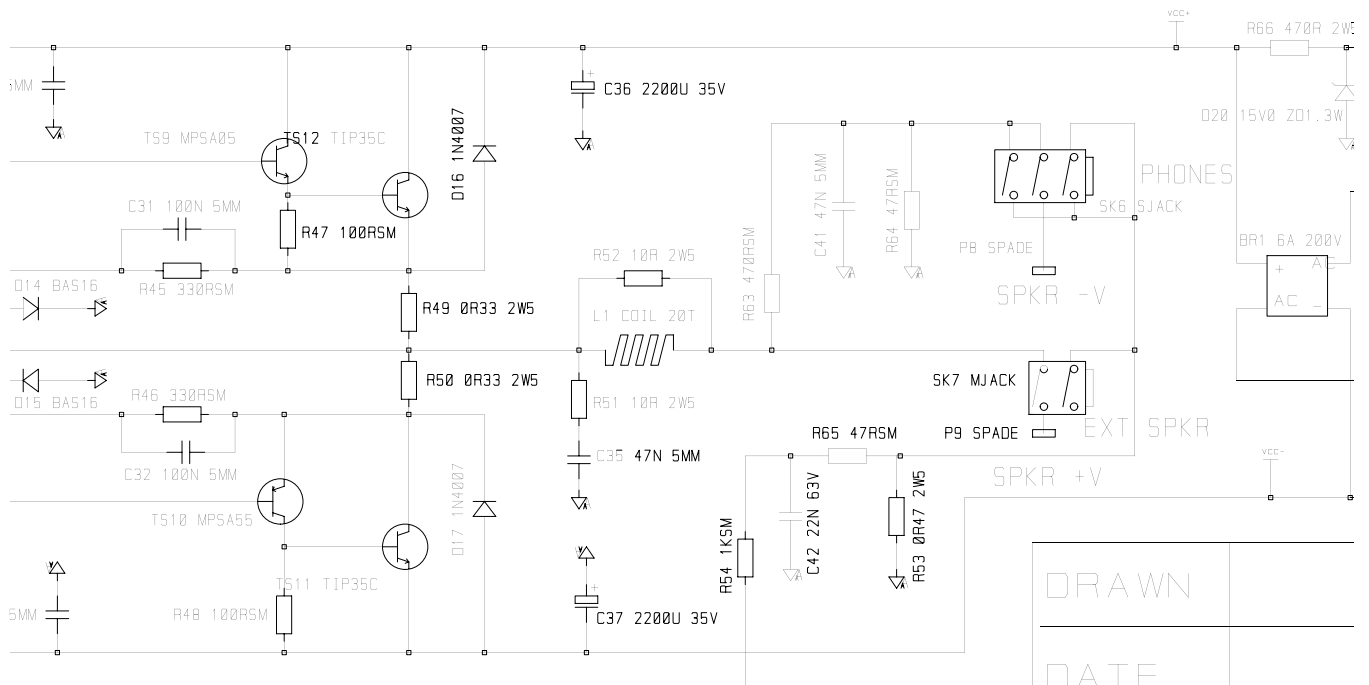 VCC+
R66 470R 2W5
5MM
C36 2200U 35V
TS9 MPSA05
TS12 TIP35C
D16 1N4007
D20 15V0 ZD1.3W
PHONES
C31 100N 5MM
R47 100RSM
C41 47N 5MM
R64 47RSM
SK6 SJACK
R45 330RSM
R52 10R 2W5
R63 470RSM
P8 SPADE
BR1 6A 200V
+ AC
AC -
D14 BAS16
SPKR -V
R49 0R33 2W5
L1 COIL 20T
D15 BAS16
R46 330RSM
R50 0R33 2W5
R51 10R 2W5
SK7 MJACK
EXT SPKR
P9 SPADE
R65 47RSM
C32 100N 5MM
C35 47N 5MM
VCC-
SPKR +V
D17 1N4007
TS10 MPSA55
R54 1KSM
C42 22N 63V
R53 0R47 2W5
TS11 TIP35C
5MM
R48 100RSM
C37 2200U 35V
DRAWN
DATE